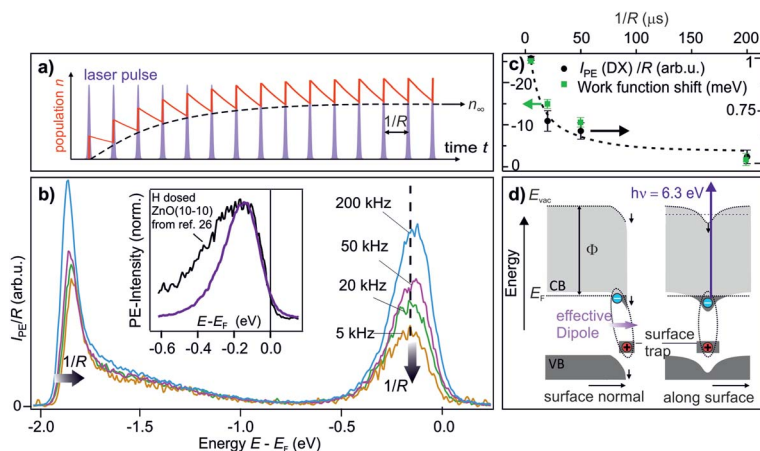 a)
laser pulse
population n
n∞
1/R
time t
b)
H dosed
ZnO(10-10)
from ref. 26
PE-Intensity (norm.)
-0.6 -0.4 -0.2 0.0
E-EF (eV)
200 kHz
50 kHz
20 kHz
5 kHz
1/R
1/R
IPE/R (arb.u.)
0
-2.0 -1.5 -1.0 -0.5 0.0
Energy E - EF (eV)
1/R (μs)
0 50 100 150 200
c)
IPE (DX) /R (arb.u.)
Work function shift (meV)
-20
-10
0
1
0.75
d)
Evac
hν = 6.3 eV
Energy
Φ
EF
CB
effective
Dipole
surface
trap
VB
surface normal
along surface